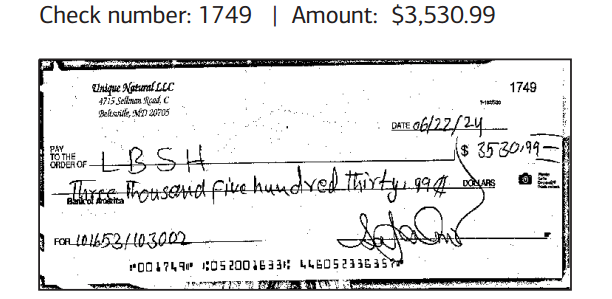 Check number: 1749 | Amount: $3,530.99
Unique Natural LLC
4715 Sellman Road, C
Beltsville, MD 20705
1749
DATE 06/22/24
PAY TO THE ORDER OF LBSH $ 3530.99
Three Thousand five hundred thirty, 99 DOLLARS
Bank of America
FOR 101653/103002
⑈001749⑈ ⑆052001633⑆ 446052336357⑈